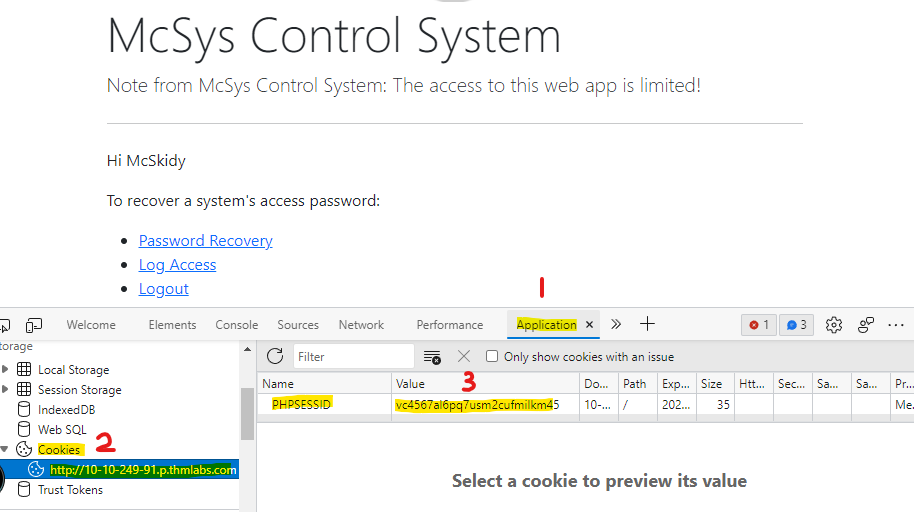 McSys Control System
Note from McSys Control System: The access to this web app is limited!
Hi McSkidy
To recover a system's access password:
Password Recovery
Log Access
Logout
1
Welcome Elements Console Sources Network Performance Application 1 3
torage
Filter
Only show cookies with an issue
Local Storage
Session Storage
IndexedDB
Web SQL
Cookies
2
http://10-10-249-91.p.thmlabs.com
Trust Tokens
Name Value Do... Path Exp... Size Htt... Sec... Sa... Sa... Pr...
3
PHPSESSID vc4567al6pq7usm2cufmilkm45 10-... / 202... 35 Me...
Select a cookie to preview its value